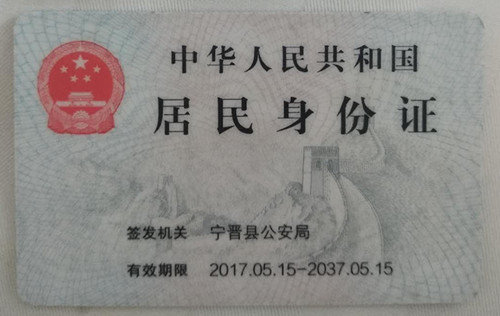 中华人民共和国
居民身份证
签发机关 宁晋县公安局
有效期限 2017.05.15-2037.05.15